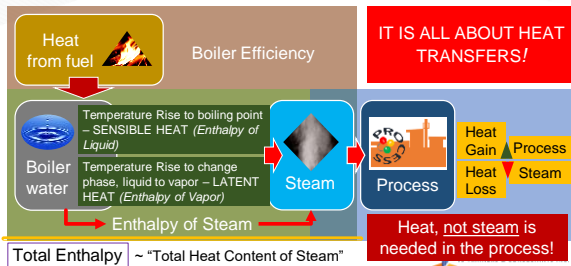 Heat
from fuel
Boiler Efficiency
IT IS ALL ABOUT HEAT
TRANSFERS!
Boiler
water
Temperature Rise to boiling point
– SENSIBLE HEAT (Enthalpy of
Liquid)
Temperature Rise to change
phase, liquid to vapor – LATENT
HEAT (Enthalpy of Vapor)
Steam
PROCESS
Process
Heat
Gain
Process
Heat
Loss
Steam
Enthalpy of Steam
Heat, not steam is
needed in the process!
Total Enthalpy ~ “Total Heat Content of Steam”